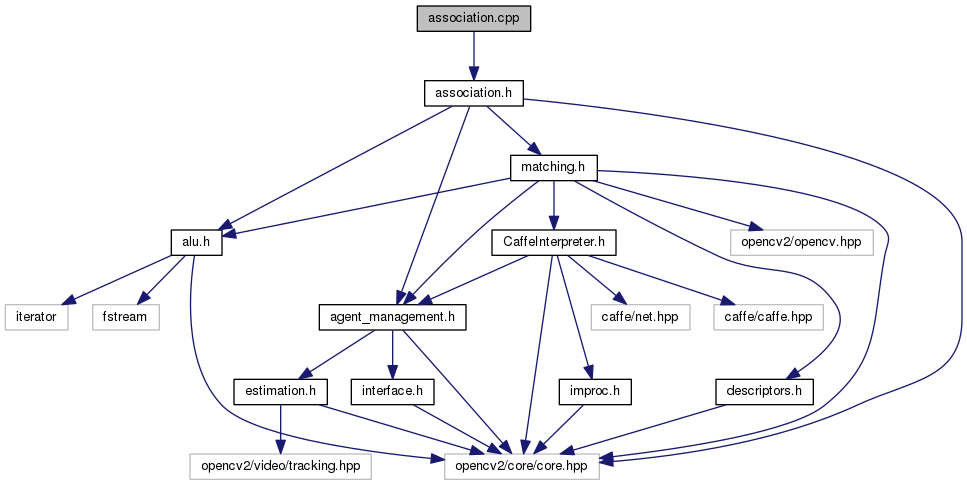 association.cpp
association.h
matching.h
alu.h
CaffeInterpreter.h
opencv2/opencv.hpp
iterator
fstream
agent_management.h
caffe/net.hpp
caffe/caffe.hpp
estimation.h
interface.h
improc.h
descriptors.h
opencv2/video/tracking.hpp
opencv2/core/core.hpp